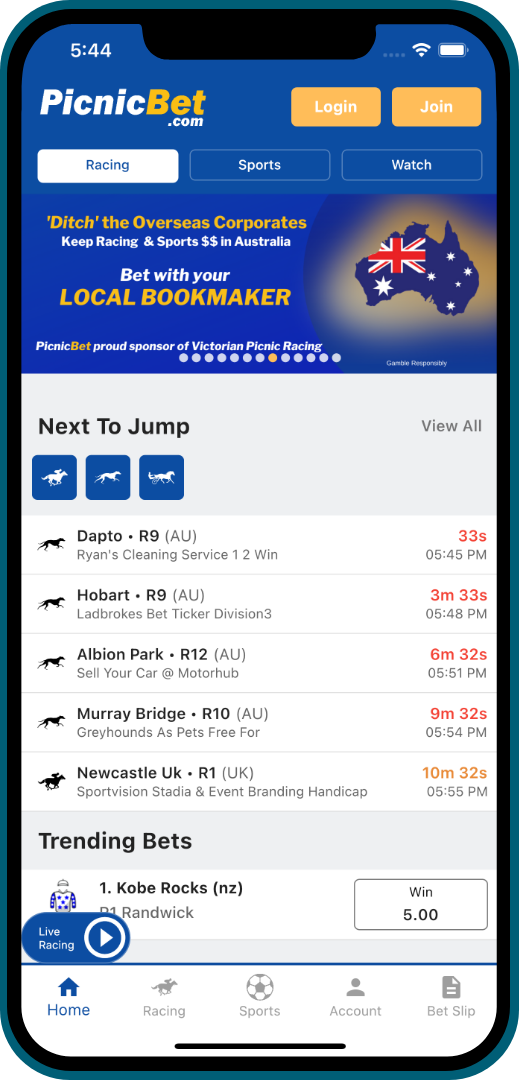 5:44
PicnicBet
.com
Login
Join
Racing
Sports
Watch
'Ditch' the Overseas Corporates
Keep Racing & Sports $$ in Australia
Bet with your
LOCAL BOOKMAKER
PicnicBet proud sponsor of Victorian Picnic Racing
Gamble Responsibly
Next To Jump
View All
Dapto • R9 (AU)
33s
Ryan's Cleaning Service 1 2 Win
05:45 PM
Hobart • R9 (AU)
3m 33s
Ladbrokes Bet Ticker Division3
05:48 PM
Albion Park • R12 (AU)
6m 32s
Sell Your Car @ Motorhub
05:51 PM
Murray Bridge • R10 (AU)
9m 32s
Greyhounds As Pets Free For
05:54 PM
Newcastle Uk • R1 (UK)
10m 32s
Sportvision Stadia & Event Branding Handicap
05:55 PM
Trending Bets
1. Kobe Rocks (nz)
R1 Randwick
Win
5.00
Live
Racing
Home
Racing
Sports
Account
Bet Slip